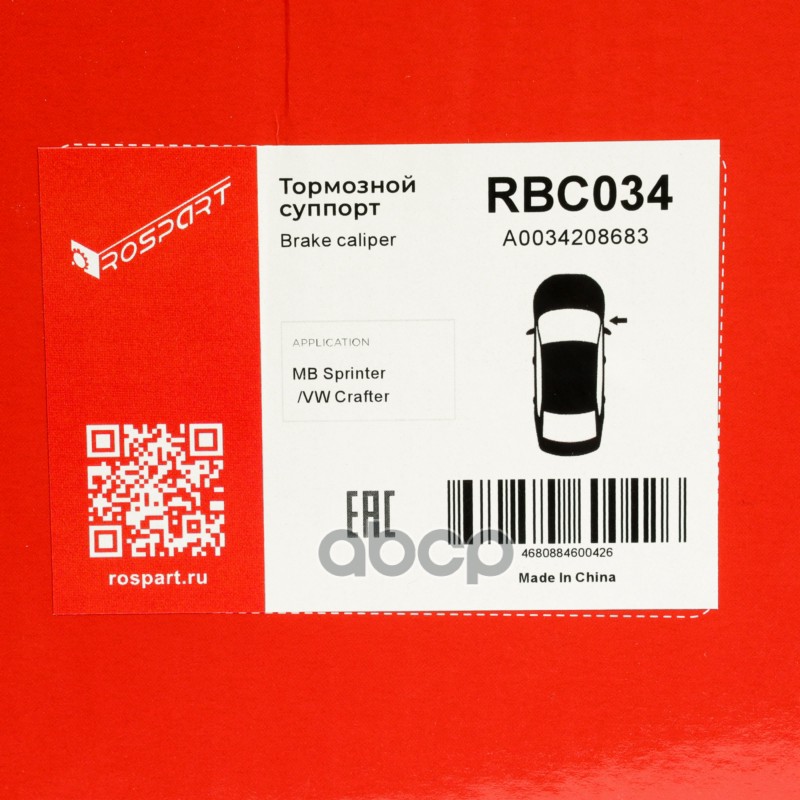 ROSPART
Тормозной
суппорт
Brake caliper
RBC034
A0034208683
APPLICATION
MB Sprinter
/VW Crafter
EAC
abcp
4680884600426
Made In China
rospart.ru